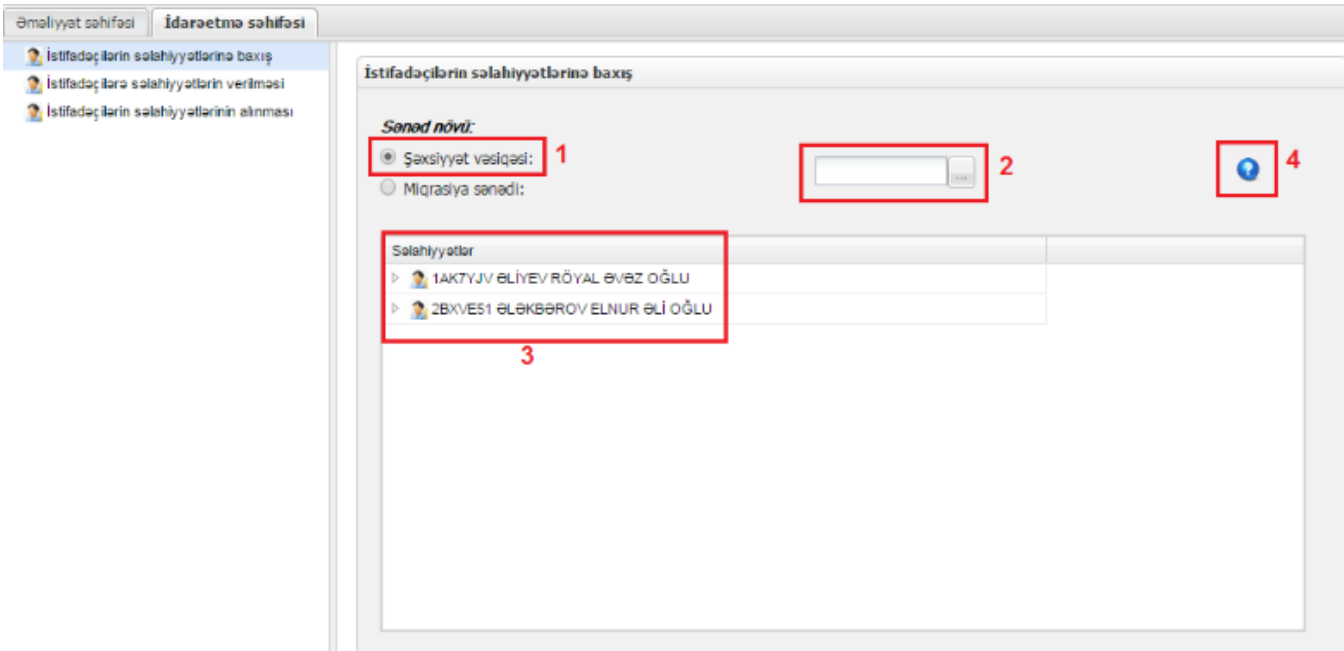 Əməliyyat səhifəsi İdarəetmə səhifəsi
İstifadəçilərin səlahiyyətlərinə baxış
İstifadəçilərə səlahiyyətlərin verilməsi
İstifadəçilərin səlahiyyətlərinin alınması
İstifadəçilərin səlahiyyətlərinə baxış
Sənəd növü:
Şəxsiyyət vəsiqəsi: 1
2
4
Miqrasiya sənədi:
Səlahiyyətlər
1AK7YJV ƏLİYEV RÖYAL ƏVƏZ OĞLU
2BXVE51 ƏLƏKBƏROV ELNUR ƏLİ OĞLU
3